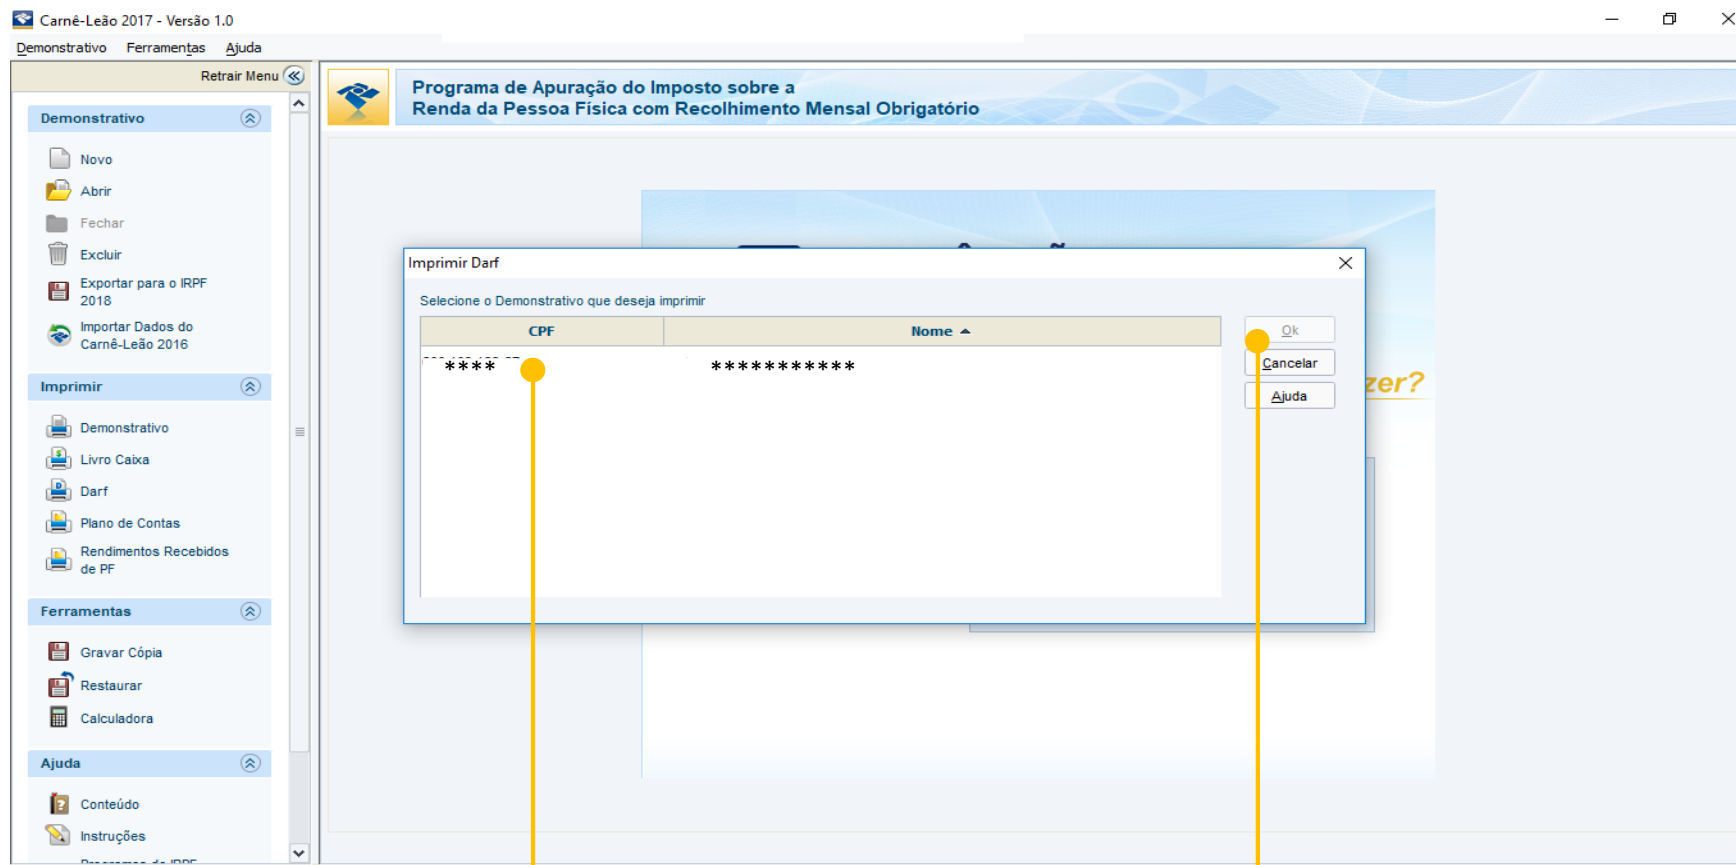 Carnê-Leão 2017 - Versão 1.0
Demonstrativo Ferramentas Ajuda
Retrair Menu
Programa de Apuração do Imposto sobre a
Renda da Pessoa Física com Recolhimento Mensal Obrigatório
Demonstrativo
Novo
Abrir
Fechar
Excluir
Exportar para o IRPF
2018
Importar Dados do
Carnê-Leão 2016
Imprimir
Demonstrativo
Livro Caixa
Darf
Plano de Contas
Rendimentos Recebidos
de PF
Ferramentas
Gravar Cópia
Restaurar
Calculadora
Ajuda
Conteúdo
Instruções
Imprimir Darf
Selecione o Demonstrativo que deseja imprimir
CPF Nome
**** ***********
Ok
Cancelar
Ajuda
zer?